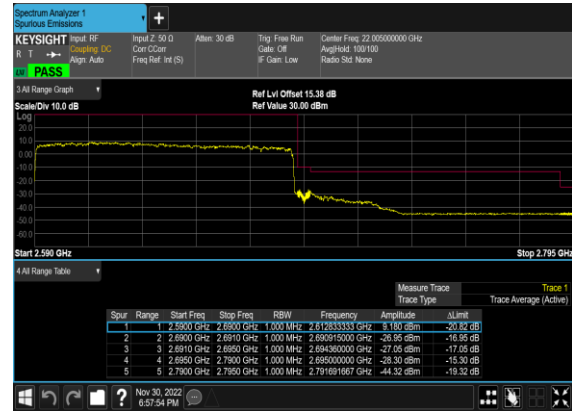 Spectrum Analyzer 1
Spurious Emissions
KEYSIGHT
R T
LXI PASS
Input: RF
Coupling: DC
Align: Auto
Input Z: 50 Ω
Corr CCorr
Freq Ref: Int (S)
Atten: 30 dB
Trig: Free Run
Gate: Off
IF Gain: Low
Center Freq: 22.005000000 GHz
Avg|Hold: 100/100
Radio Std: None
3 All Range Graph
Scale/Div 10.0 dB
Ref Lvl Offset 15.38 dB
Ref Value 30.00 dBm
Log
20.0
10.0
0.00
-10.0
-20.0
-30.0
-40.0
-50.0
-60.0
Start 2.590 GHz
Stop 2.795 GHz
4 All Range Table
Measure Trace Trace 1
Trace Type Trace Average (Active)
Spur Range Start Freq Stop Freq RBW Frequency Amplitude ΔLimit
1 1 2.5900 GHz 2.6900 GHz 1.000 MHz 2.612833333 GHz 9.180 dBm -20.82 dB
2 2 2.6900 GHz 2.6910 GHz 1.000 MHz 2.690915000 GHz -26.95 dBm -16.95 dB
3 3 2.6910 GHz 2.6950 GHz 1.000 MHz 2.694360000 GHz -27.05 dBm -17.05 dB
4 4 2.6950 GHz 2.7900 GHz 1.000 MHz 2.695000000 GHz -28.30 dBm -15.30 dB
5 5 2.7900 GHz 2.7950 GHz 1.000 MHz 2.791691667 GHz -44.32 dBm -19.32 dB
Nov 30, 2022
6:57:54 PM